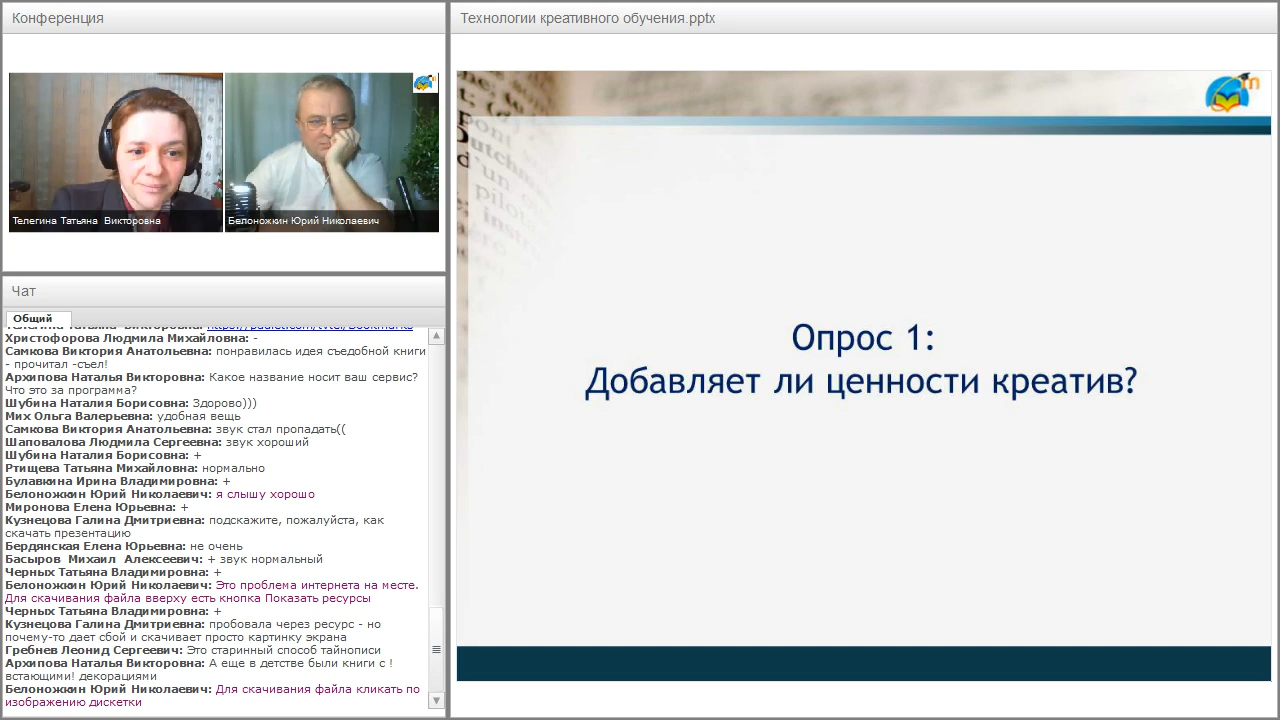 Конференция
Телегина Татьяна Викторовна
Белоножкин Юрий Николаевич
Чат
Общий
Телегина Татьяна Викторовна: https://padlet.com/tvtel/Bookmarks
Христофорова Людмила Михайловна: -
Самкова Виктория Анатольевна: понравилась идея съедобной книги
- прочитал -съел!
Архипова Наталья Викторовна: Какое название носит ваш сервис?
Что это за программа?
Шубина Наталия Борисовна: Здорово)))
Мих Ольга Валерьевна: удобная вещь
Самкова Виктория Анатольевна: звук стал пропадать((
Шаповалова Людмила Сергеевна: звук хороший
Шубина Наталия Борисовна: +
Ртищева Татьяна Михайловна: нормально
Булавкина Ирина Владимировна: +
Белоножкин Юрий Николаевич: я слышу хорошо
Миронова Елена Юрьевна: +
Кузнецова Галина Дмитриевна: подскажите, пожалуйста, как
скачать презентацию
Бердянская Елена Юрьевна: не очень
Басыров Михаил Алексеевич: + звук нормальный
Черных Татьяна Владимировна: +
Белоножкин Юрий Николаевич: Это проблема интернета на месте.
Для скачивания файла вверху есть кнопка Показать ресурсы
Черных Татьяна Владимировна: +
Кузнецова Галина Дмитриевна: пробовала через ресурс - но
почему-то дает сбой и скачивает просто картинку экрана
Гребнев Леонид Сергеевич: Это старинный способ тайнописи
Архипова Наталья Викторовна: А еще в детстве были книги с !
встающими! декорациями
Белоножкин Юрий Николаевич: Для скачивания файла кликать по
изображению дискетки
Технологии креативного обучения.pptx
Опрос 1:
Добавляет ли ценности креатив?